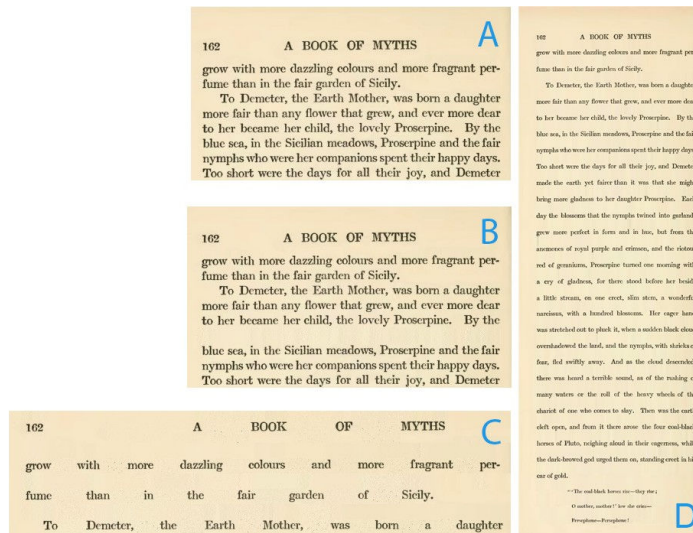 A
162 A BOOK OF MYTHS
grow with more dazzling colours and more fragrant per-
fume than in the fair garden of Sicily.
To Demeter, the Earth Mother, was born a daughter
more fair than any flower that grew, and ever more dear
to her became her child, the lovely Proserpine. By the
blue sea, in the Sicilian meadows, Proserpine and the fair
nymphs who were her companions spent their happy days.
Too short were the days for all their joy, and Demeter
B
162 A BOOK OF MYTHS
grow with more dazzling colours and more fragrant per-
fume than in the fair garden of Sicily.
To Demeter, the Earth Mother, was born a daughter
more fair than any flower that grew, and ever more dear
to her became her child, the lovely Proserpine. By the
blue sea, in the Sicilian meadows, Proserpine and the fair
nymphs who were her companions spent their happy days.
Too short were the days for all their joy, and Demeter
C
162 A BOOK OF MYTHS
grow with more dazzling colours and more fragrant per-
fume than in the fair garden of Sicily.
To Demeter, the Earth Mother, was born a daughter
162 A BOOK OF MYTHS
grow with more dazzling colours and more fragrant per
fume than in the fair garden of Sicily.
To Demeter, the Earth Mother, was born a daughte
more fair than any flower that grew, and ever more dear
to her became her child, the lovely Proserpine. By th
blue sea, in the Sicilian meadows, Proserpine and the fai
nymphs who were her companions spent their happy days
Too short were the days for all their joy, and Demete
made the earth yet fairer than it was that she migh
bring more gladness to her daughter Proserpine. Eac
day the blossoms that the nymphs twined into garland
grew more perfect in form and in hue, but from th
anemones of royal purple and crimson, and the riotou
red of geraniums, Proserpine turned one morning wit
a cry of gladness, for there stood before her besid
a little stream, on one erect, slim stem, a wonderfu
narcissus, with a hundred blossoms. Her eager han
was stretched out to pluck it, when a sudden black clou
overshadowed the land, and the nymphs, with shrieks o
fear, fled swiftly away. And as the cloud descended
there was heard a terrible sound, as of the rushing o
many waters or the roll of the heavy wheels of th
chariot of one who comes to slay. Then was the eart
cleft open, and from it there arose the four coal-blac
horses of Pluto, neighing aloud in their eagerness, whil
the dark-browed god urged them on, standing erect in hi
car of gold.
"'The coal-black horses rise—they rise;
O mother, mother!' low she cries—
Persephone—Persephone!
D